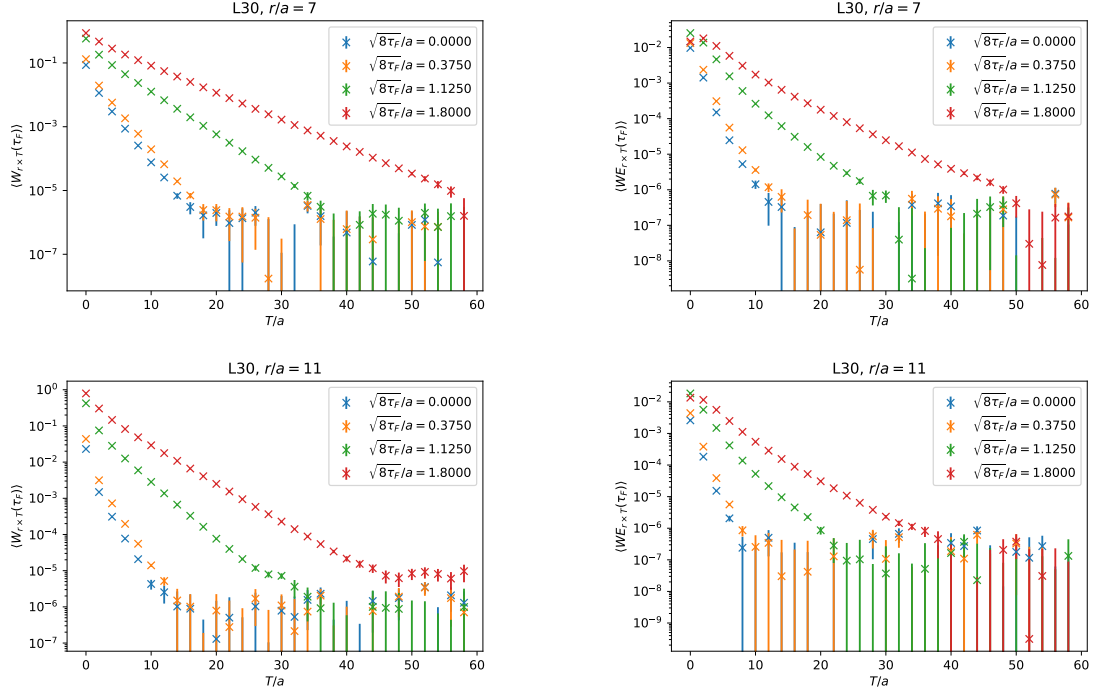 L30, r/a = 7
⟨W_{r×T}(τ_F)⟩
10^{-1}
10^{-3}
10^{-5}
10^{-7}
√8τ_F/a = 0.0000
√8τ_F/a = 0.3750
√8τ_F/a = 1.1250
√8τ_F/a = 1.8000
0 10 20 30 40 50 60
T/a
L30, r/a = 7
⟨WE_{r×T}(τ_F)⟩
10^{-2}
10^{-3}
10^{-4}
10^{-5}
10^{-6}
10^{-7}
10^{-8}
√8τ_F/a = 0.0000
√8τ_F/a = 0.3750
√8τ_F/a = 1.1250
√8τ_F/a = 1.8000
0 10 20 30 40 50 60
T/a
L30, r/a = 11
⟨W_{r×T}(τ_F)⟩
10^{0}
10^{-1}
10^{-2}
10^{-3}
10^{-4}
10^{-5}
10^{-6}
10^{-7}
√8τ_F/a = 0.0000
√8τ_F/a = 0.3750
√8τ_F/a = 1.1250
√8τ_F/a = 1.8000
0 10 20 30 40 50 60
T/a
L30, r/a = 11
⟨WE_{r×T}(τ_F)⟩
10^{-2}
10^{-3}
10^{-4}
10^{-5}
10^{-6}
10^{-7}
10^{-8}
10^{-9}
√8τ_F/a = 0.0000
√8τ_F/a = 0.3750
√8τ_F/a = 1.1250
√8τ_F/a = 1.8000
0 10 20 30 40 50 60
T/a